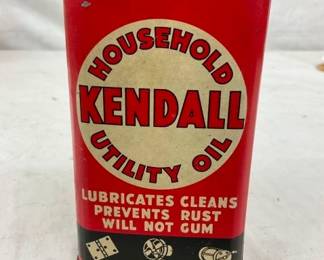 HOUSEHOLD
KENDALL
UTILITY OIL
LUBRICATES CLEANS
PREVENTS RUST
WILL NOT GUM